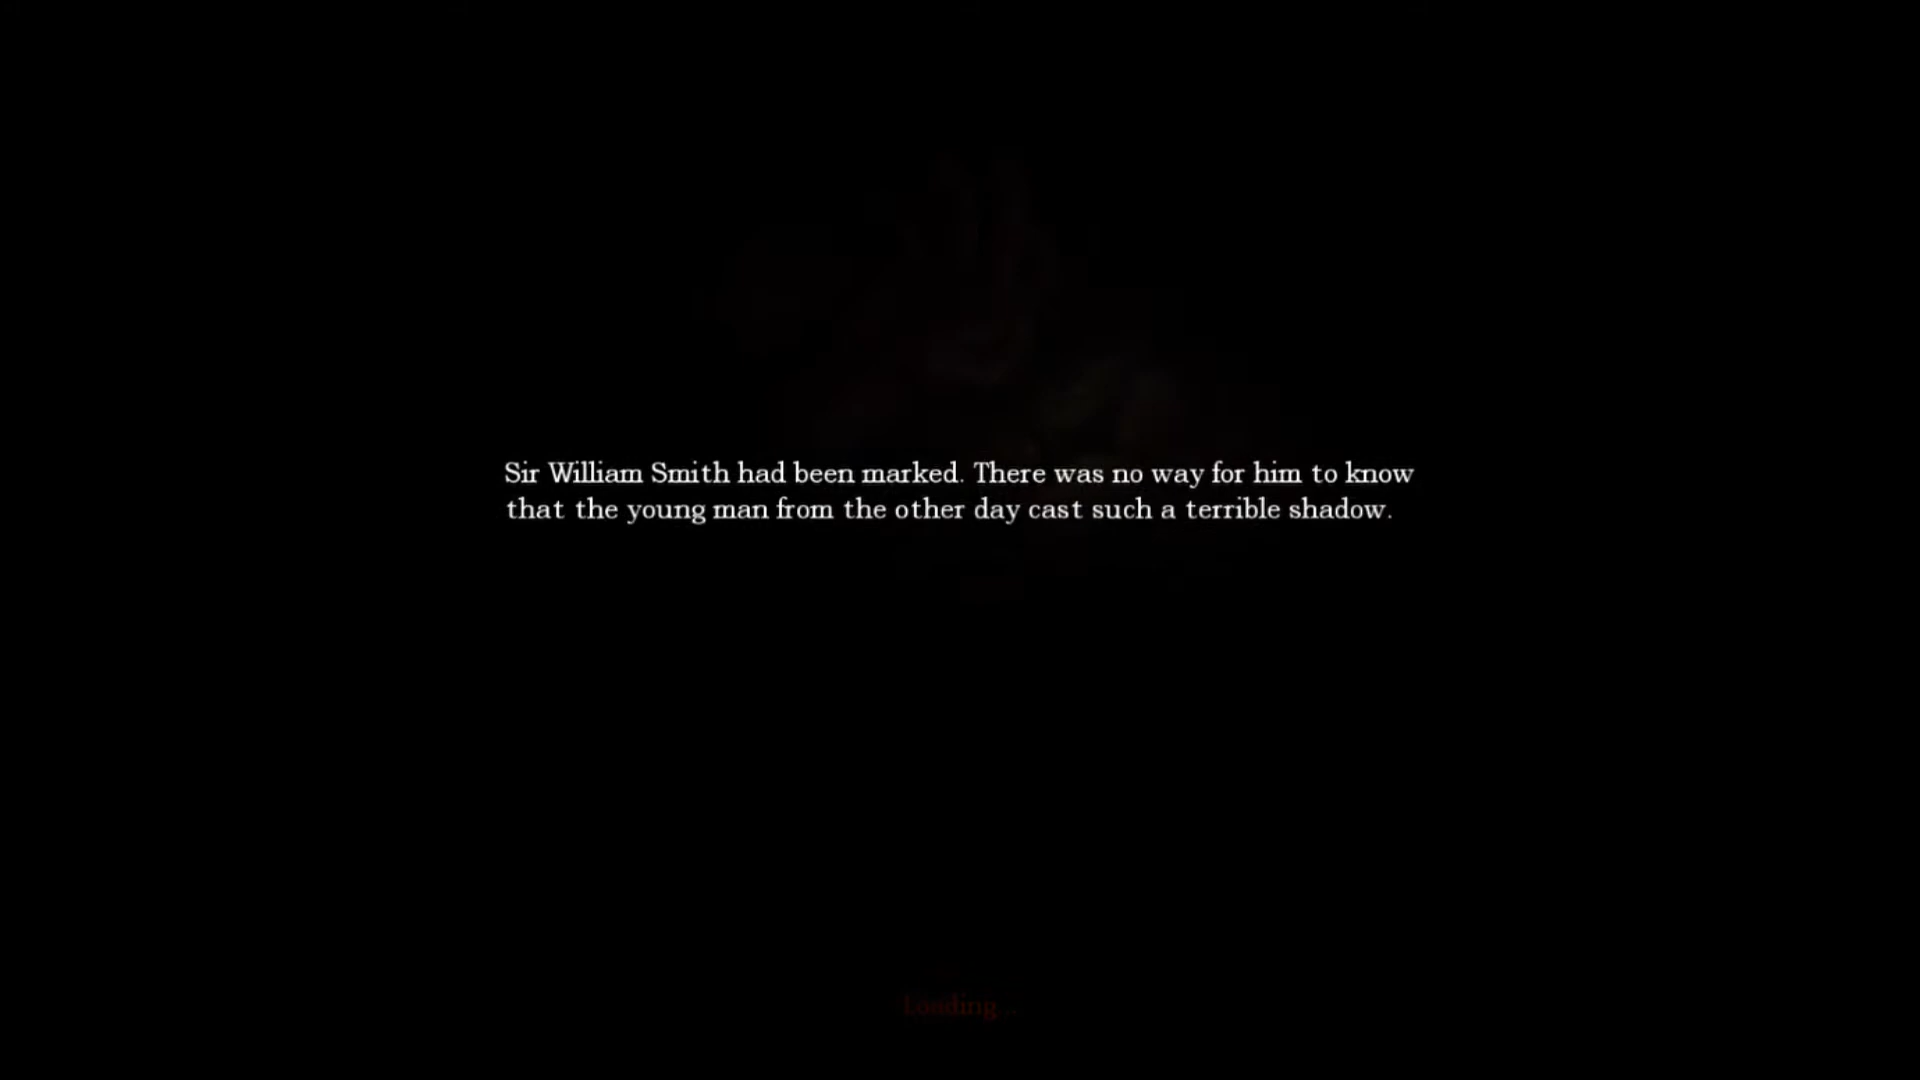 Sir William Smith had been marked. There was no way for him to know
that the young man from the other day cast such a terrible shadow.
Loading...